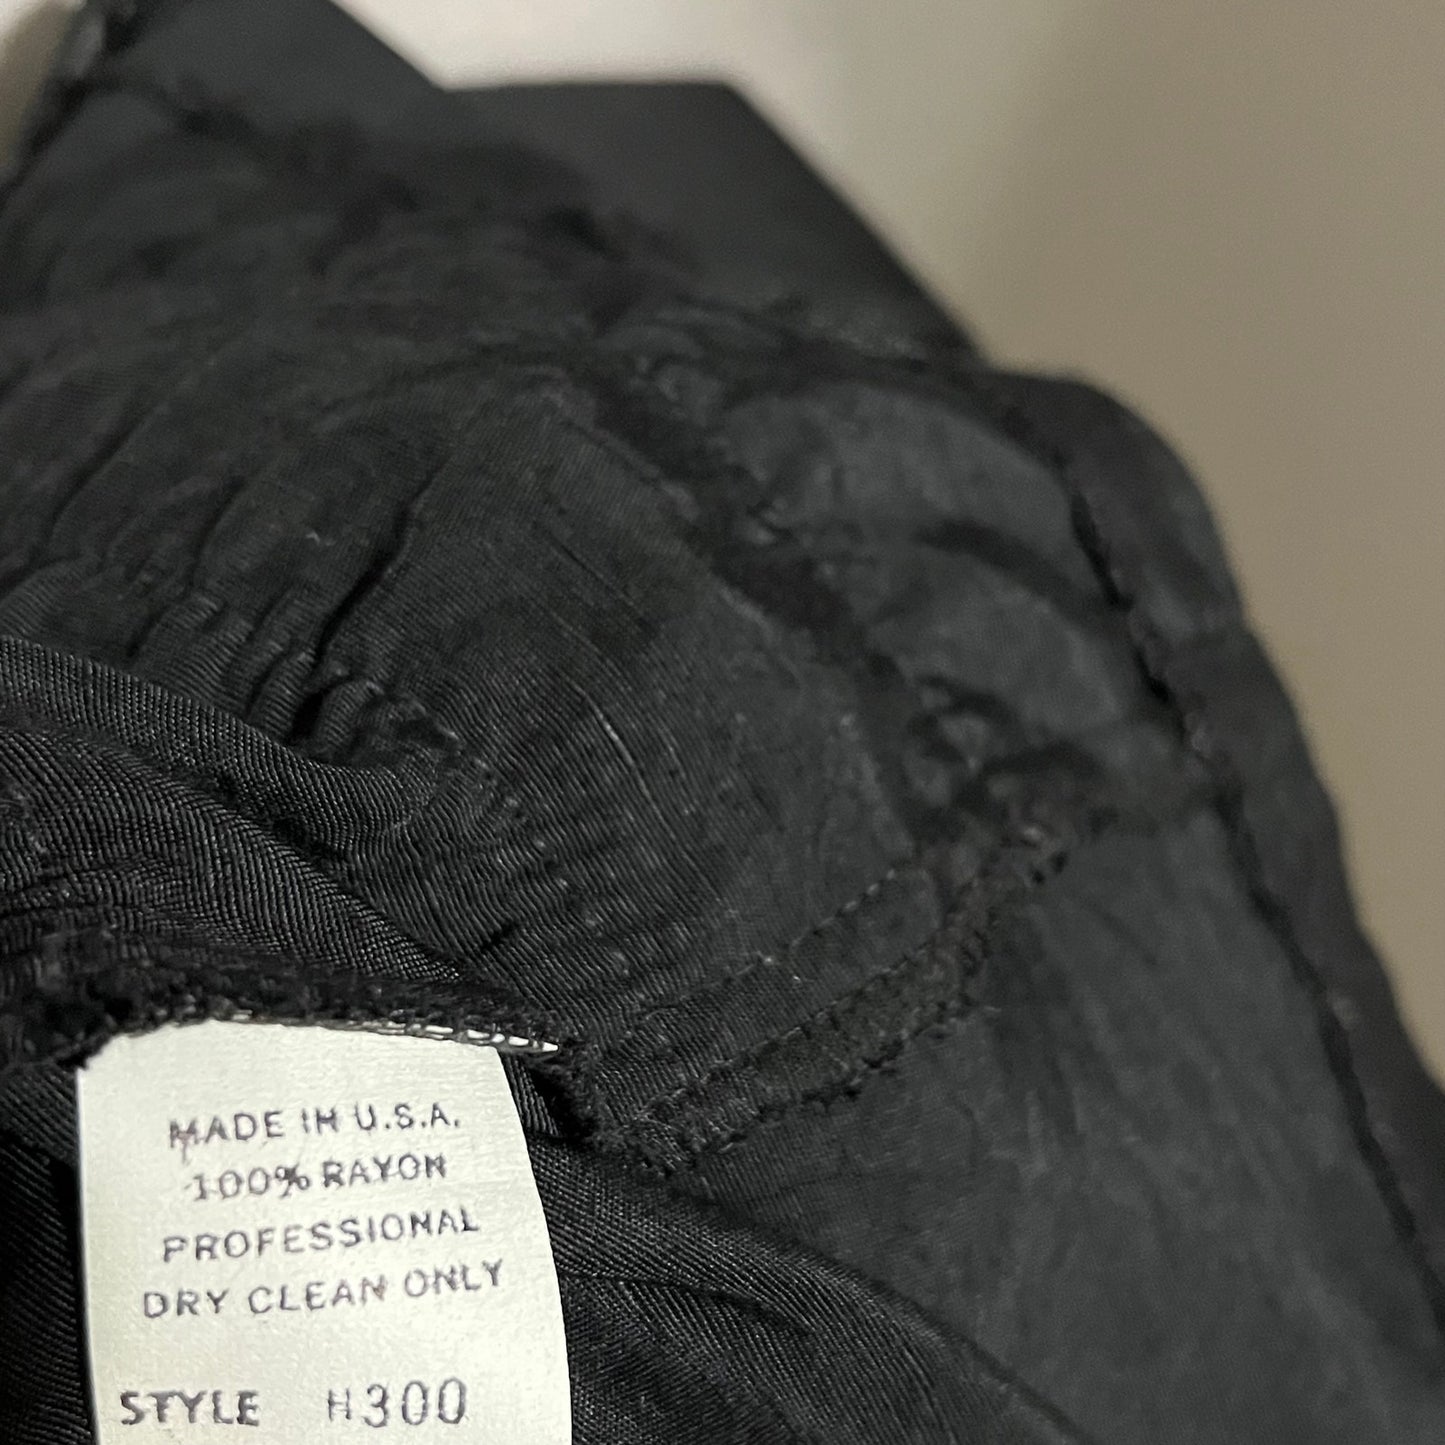 MADE IN U.S.A.
100% RAYON
PROFESSIONAL
DRY CLEAN ONLY
STYLE H300